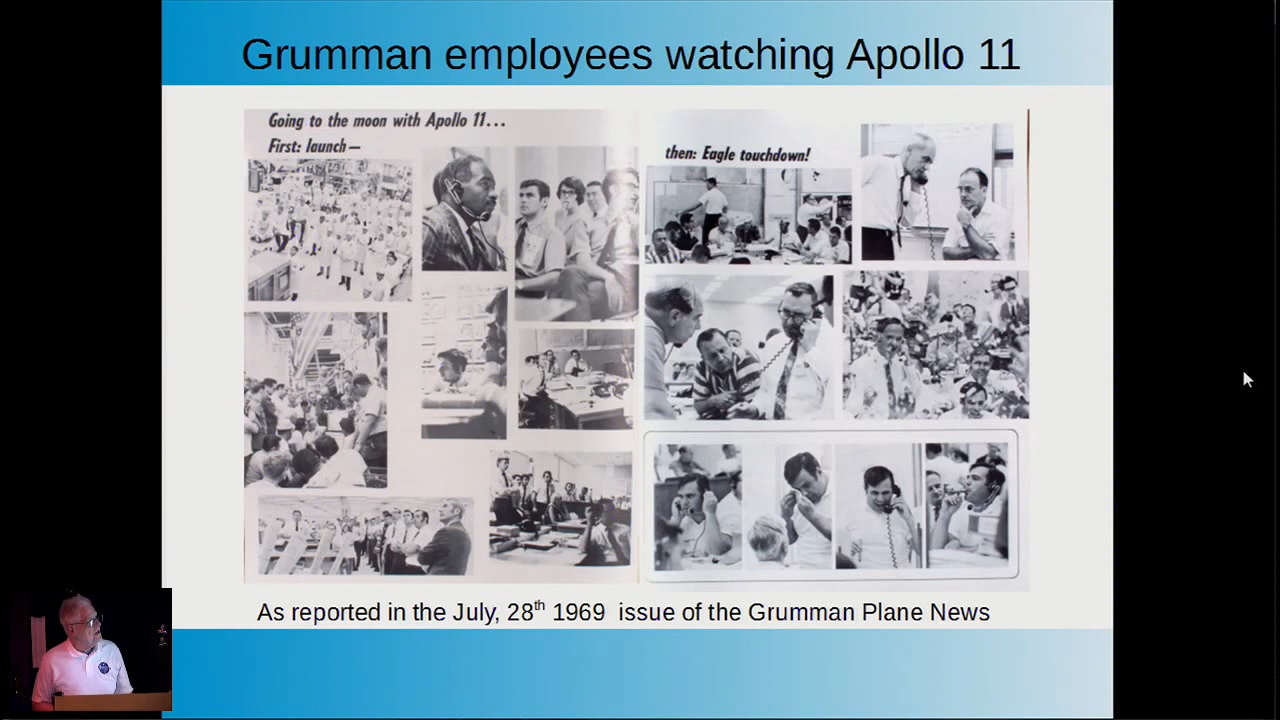 Grumman employees watching Apollo 11
Going to the moon with Apollo 11...
First: launch—
then: Eagle touchdown!
As reported in the July, 28th 1969 issue of the Grumman Plane News